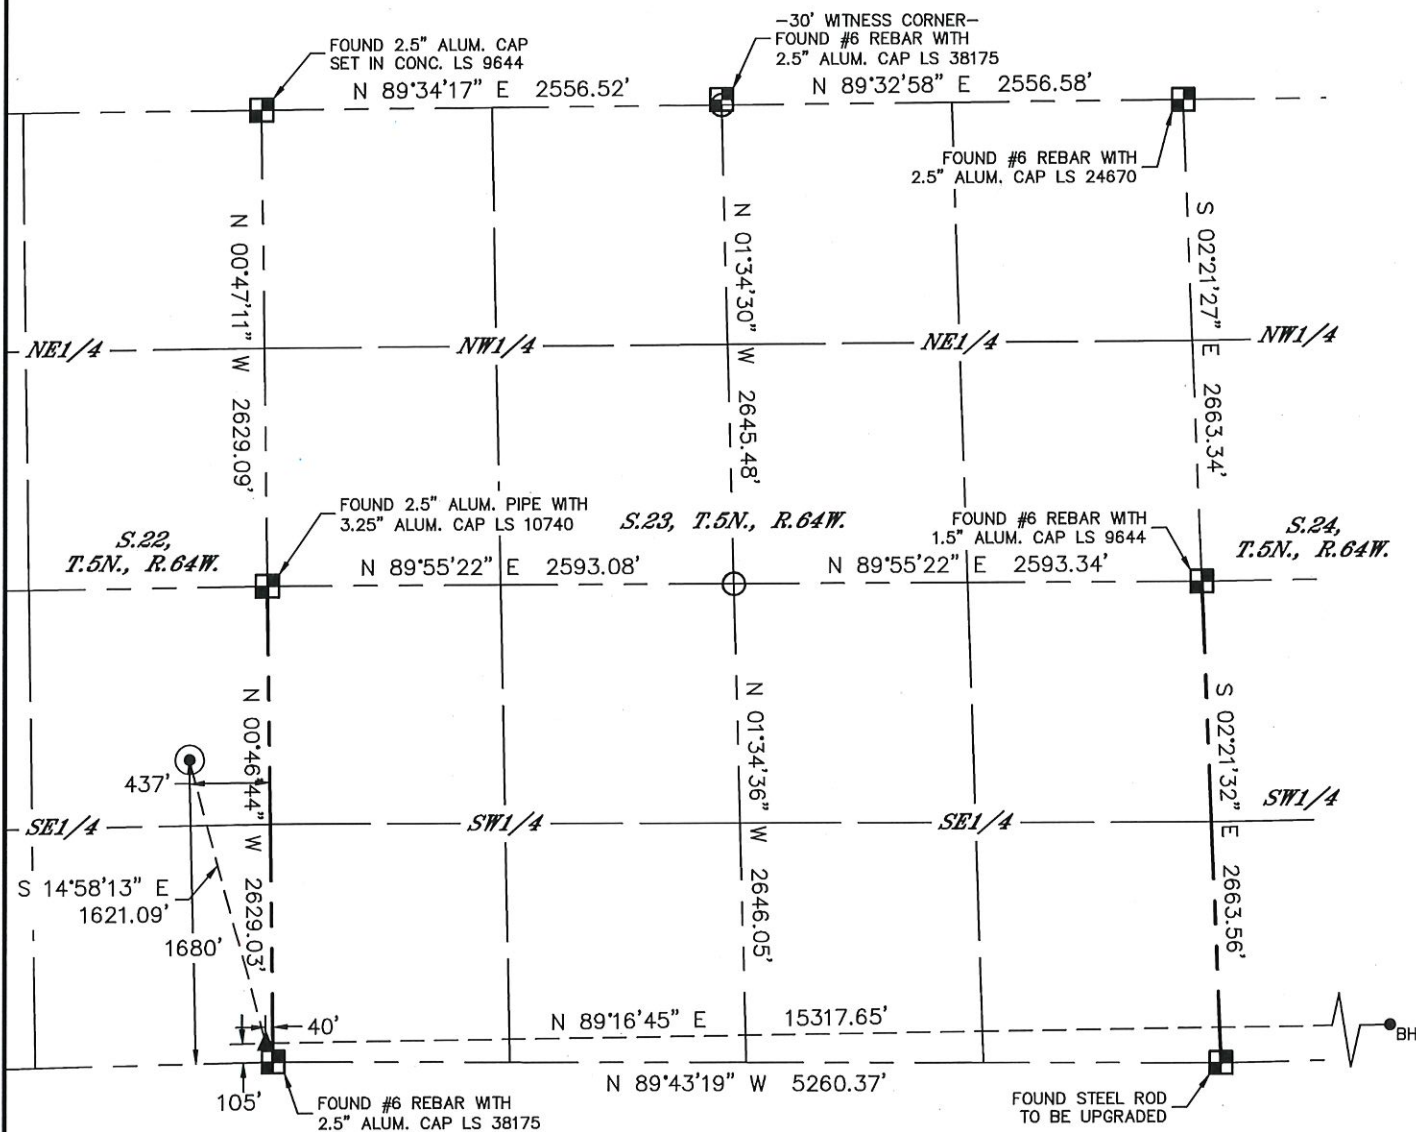 -30' WITNESS CORNER-
FOUND #6 REBAR WITH
2.5" ALUM. CAP LS 38175
FOUND 2.5" ALUM. CAP
SET IN CONC. LS 9644
N 89°34'17" E 2556.52'
N 89°32'58" E 2556.58'
FOUND #6 REBAR WITH
2.5" ALUM. CAP LS 24670
N 00°47'11" W 2629.09'
N 01°34'30" W 2645.48'
S 02°21'27" E 2663.34'
NE1/4
NW1/4
NE1/4
NW1/4
FOUND 2.5" ALUM. PIPE WITH
3.25" ALUM. CAP LS 10740
S.23, T.5N., R.64W.
FOUND #6 REBAR WITH
1.5" ALUM. CAP LS 9644
S.24,
T.5N., R.64W.
S.22,
T.5N., R.64W.
N 89°55'22" E 2593.08'
N 89°55'22" E 2593.34'
N 00°46'44" W 2629.03'
N 01°34'36" W 2646.05'
S 02°21'32" E 2663.56'
437'
SE1/4
SW1/4
SE1/4
SW1/4
S 14°58'13" E
1621.09'
1680'
40'
N 89°16'45" E 15317.65'
BH
N 89°43'19" W 5260.37'
105'
FOUND #6 REBAR WITH
2.5" ALUM. CAP LS 38175
FOUND STEEL ROD
TO BE UPGRADED